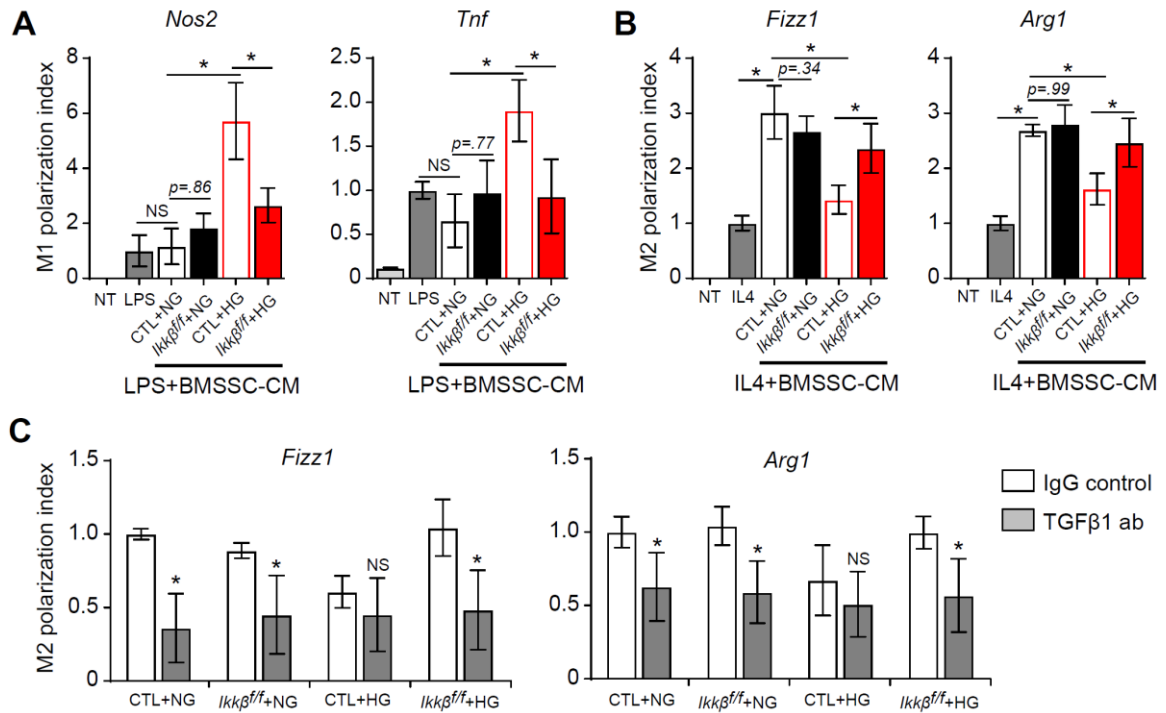 A
Nos2
M1 polarization index
8
6
4
2
0
*
*
p=.86
NS
NT
LPS
CTL+NG
Ikkβf/f+NG
CTL+HG
Ikkβf/f+HG
LPS+BMSSC-CM
Tnf
2.5
2.0
1.5
1.0
0.5
0.0
*
*
p=.77
NS
NT
LPS
CTL+NG
Ikkβf/f+NG
CTL+HG
Ikkβf/f+HG
LPS+BMSSC-CM
B
Fizz1
M2 polarization index
4
3
2
1
0
*
*
p=.34
*
NT
IL4
CTL+NG
Ikkβf/f+NG
CTL+HG
Ikkβf/f+HG
IL4+BMSSC-CM
Arg1
4
3
2
1
0
*
p=.99
*
*
NT
IL4
CTL+NG
Ikkβf/f+NG
CTL+HG
Ikkβf/f+HG
IL4+BMSSC-CM
C
Fizz1
M2 polarization index
1.5
1.0
0.5
0
*
*
NS
*
CTL+NG
Ikkβf/f+NG
CTL+HG
Ikkβf/f+HG
Arg1
1.5
1.0
0.5
0
*
*
NS
*
CTL+NG
Ikkβf/f+NG
CTL+HG
Ikkβf/f+HG
IgG control
TGFβ1 ab